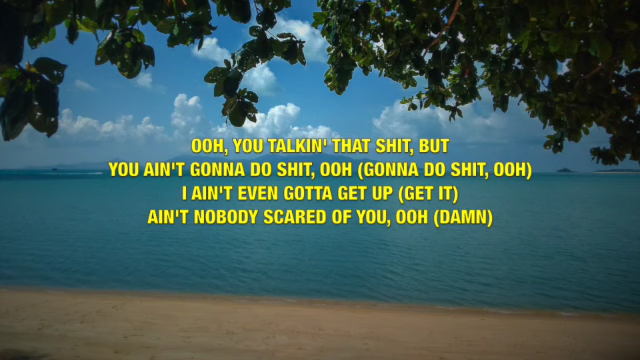 OOH, YOU TALKIN' THAT SHIT, BUT
YOU AIN'T GONNA DO SHIT, OOH (GONNA DO SHIT, OOH)
I AIN'T EVEN GOTTA GET UP (GET IT)
AIN'T NOBODY SCARED OF YOU, OOH (DAMN)